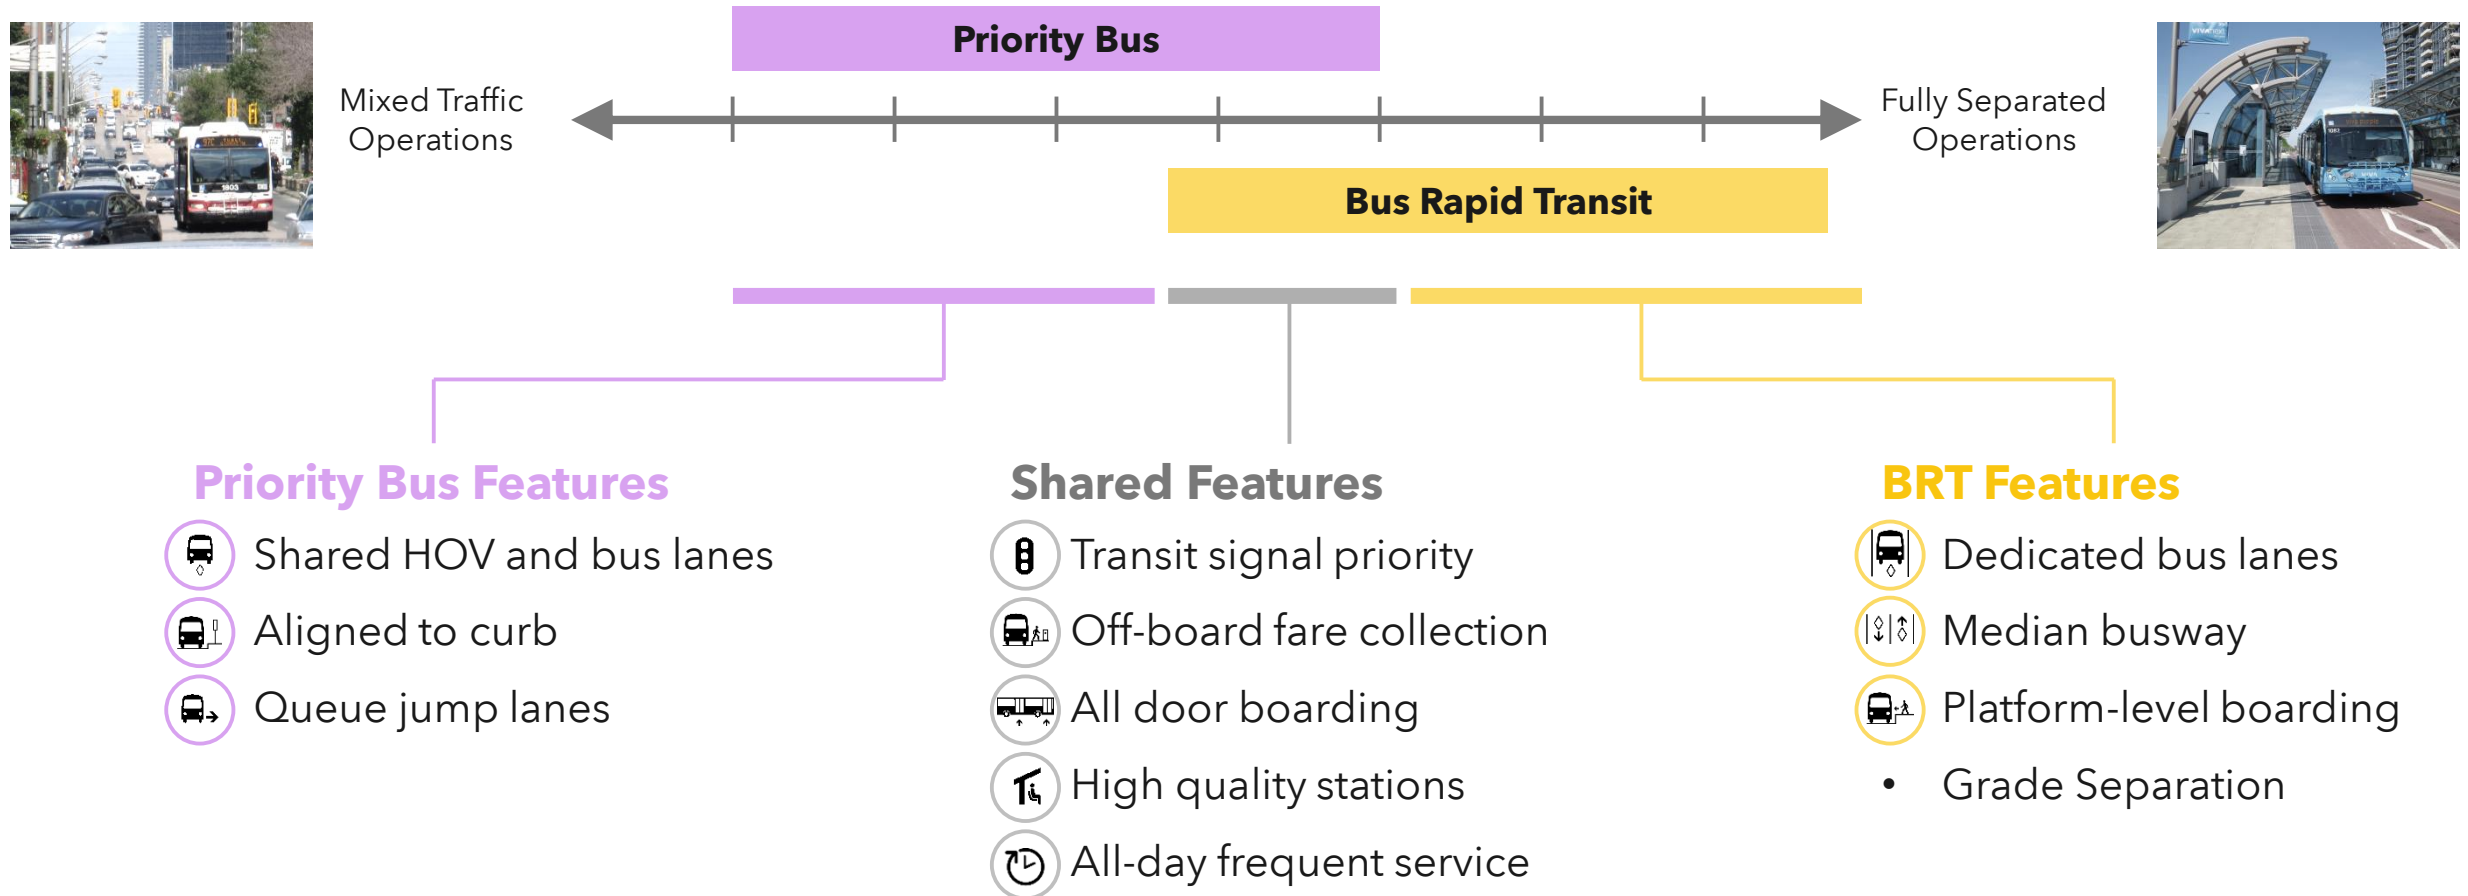 Priority Bus
Mixed Traffic
Operations
Fully Separated
Operations
Bus Rapid Transit
Priority Bus Features
Shared HOV and bus lanes
Aligned to curb
Queue jump lanes
Shared Features
Transit signal priority
Off-board fare collection
All door boarding
High quality stations
All-day frequent service
BRT Features
Dedicated bus lanes
Median busway
Platform-level boarding
• Grade Separation
1803